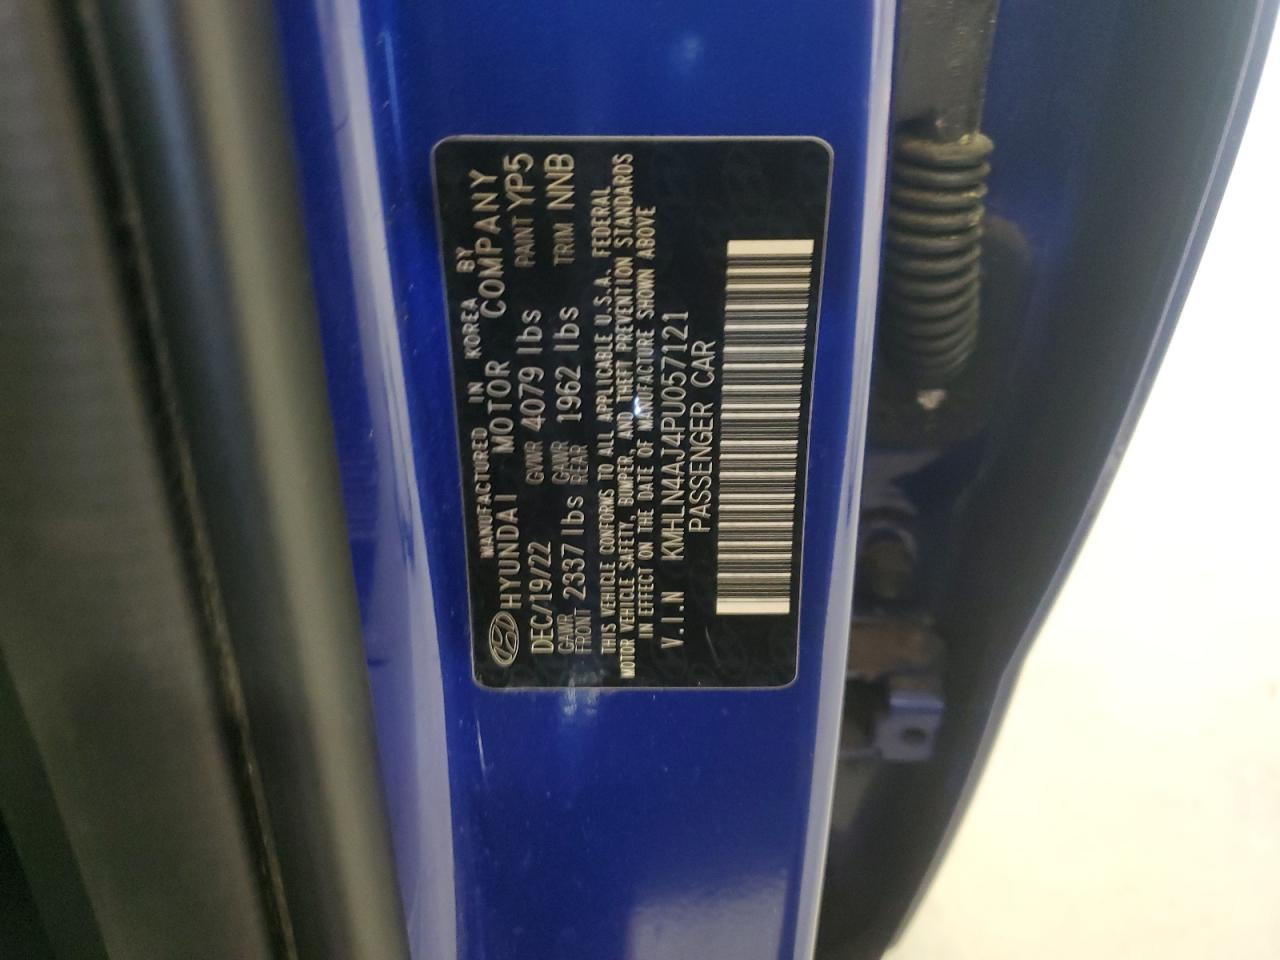 MANUFACTURED IN KOREA BY
HYUNDAI MOTOR COMPANY
DEC/19/22 GVWR 4079 lbs PAINT YP5
GAWR FRONT 2337 lbs GAWR REAR 1962 lbs TRIM NNB
THIS VEHICLE CONFORMS TO ALL APPLICABLE U.S.A. FEDERAL
MOTOR VEHICLE SAFETY, BUMPER, AND THEFT PREVENTION STANDARDS
IN EFFECT ON THE DATE OF MANUFACTURE SHOWN ABOVE
V.I.N KMHLN4AJ4PU057121
PASSENGER CAR